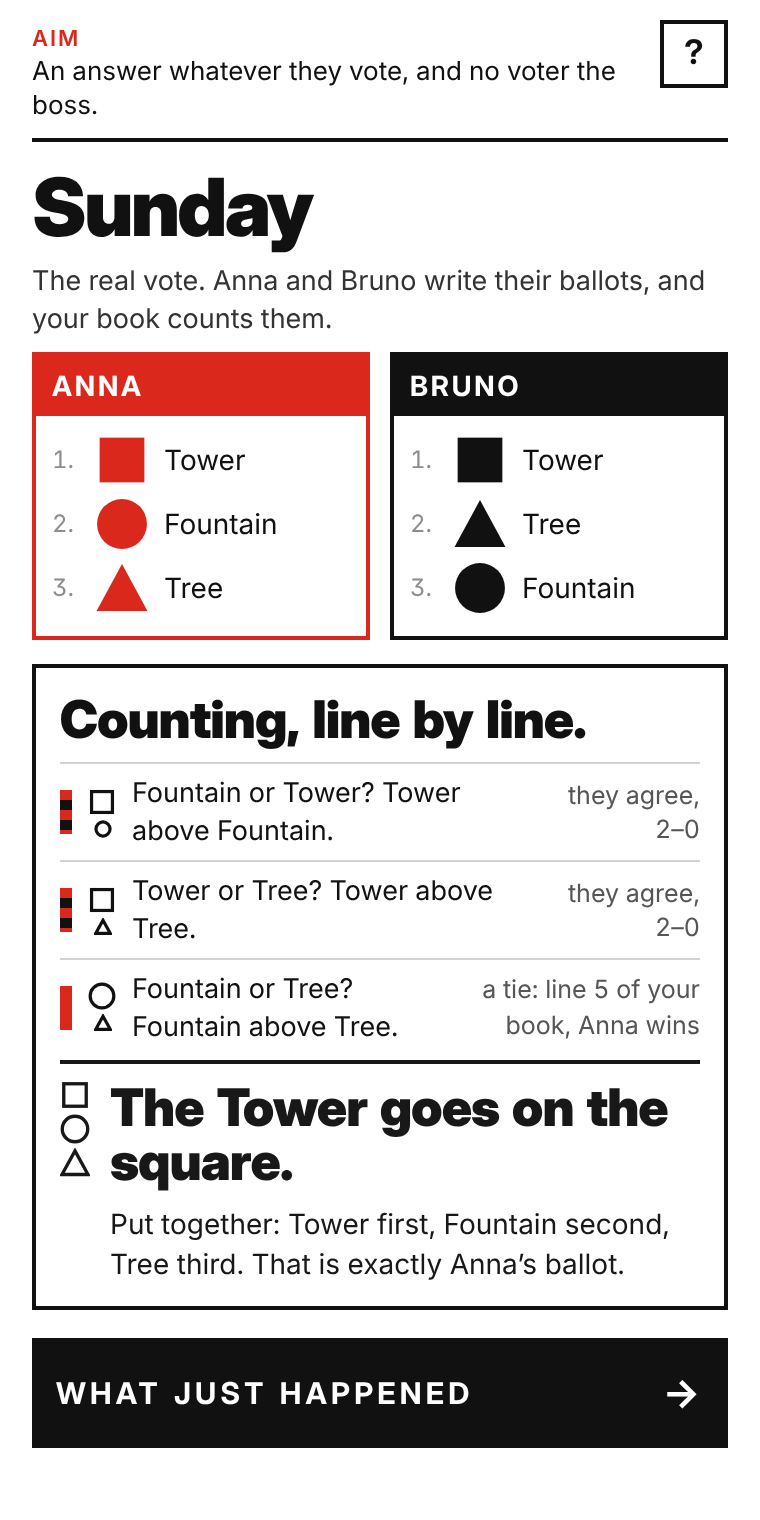 AIM
An answer whatever they vote, and no voter the
boss.
?
Sunday
The real vote. Anna and Bruno write their ballots, and
your book counts them.
ANNA
1. Tower
2. Fountain
3. Tree
BRUNO
1. Tower
2. Tree
3. Fountain
Counting, line by line.
Fountain or Tower? Tower
above Fountain.
they agree,
2–0
Tower or Tree? Tower above
Tree.
they agree,
2–0
Fountain or Tree?
Fountain above Tree.
a tie: line 5 of your
book, Anna wins
The Tower goes on the
square.
Put together: Tower first, Fountain second,
Tree third. That is exactly Anna’s ballot.
WHAT JUST HAPPENED →